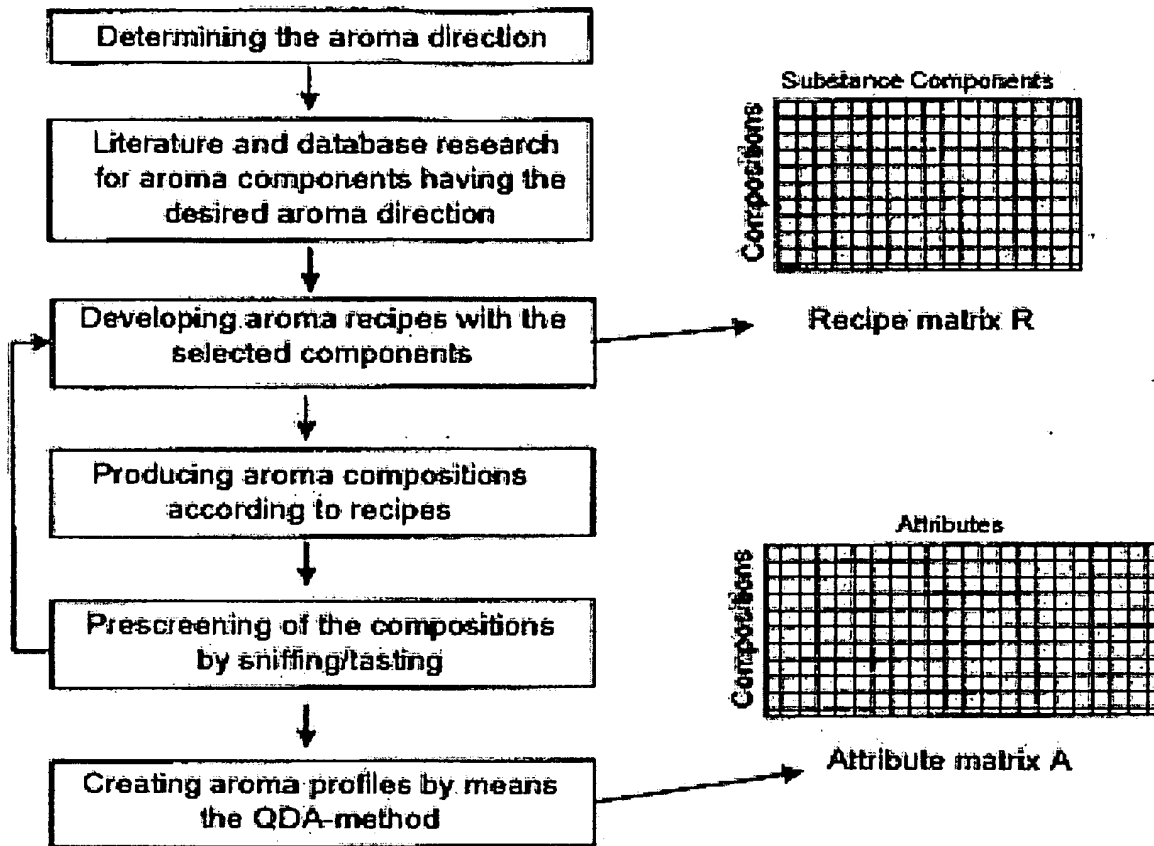 Determining the aroma direction
Literature and database research
for aroma components having the
desired aroma direction
Developing aroma recipes with the
selected components
Producing aroma compositions
according to recipes
Prescreening of the compositions
by sniffing/tasting
Creating aroma profiles by means
the QDA-method
Substance Components
Compositions
Recipe matrix R
Attributes
Compositions
Attribute matrix A